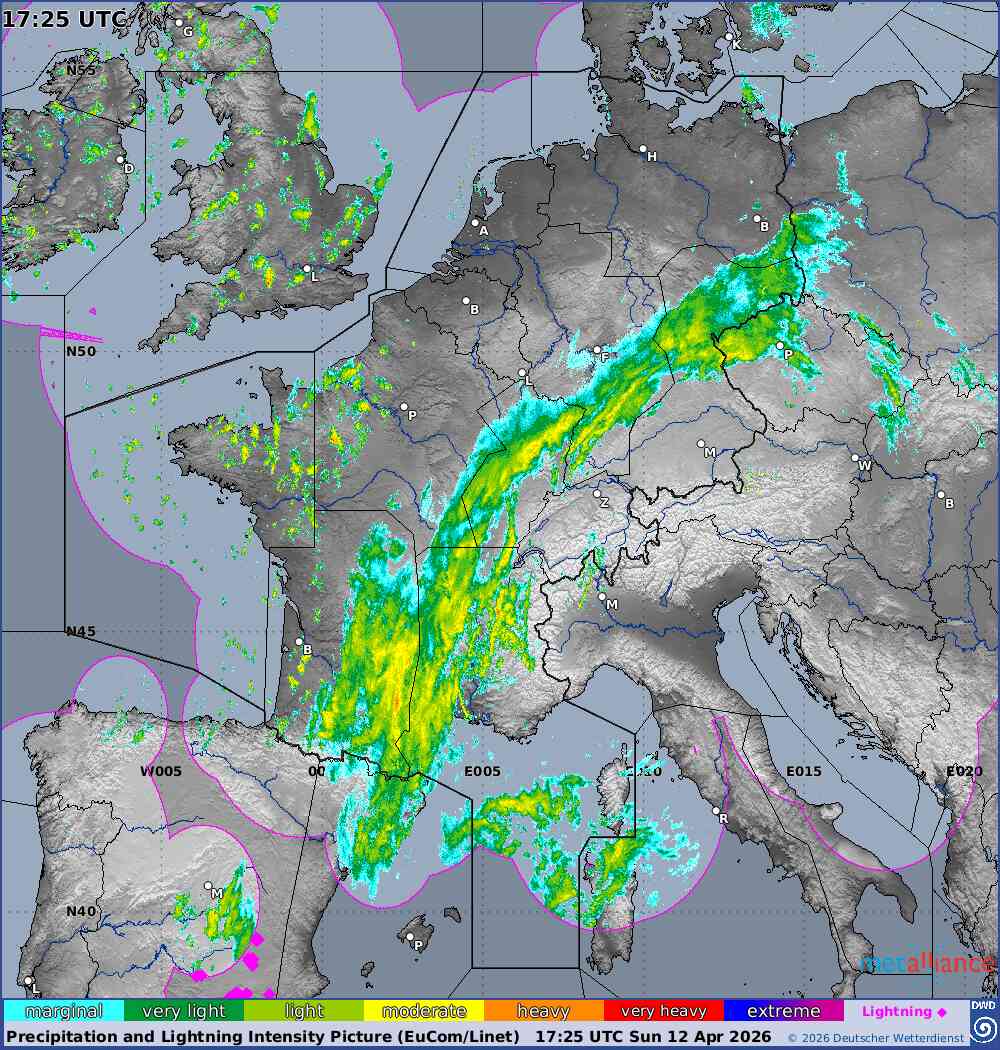 17:25 UTC
G
K
N55
H
D
A
B
L
B
N50
F
P
L
P
M
W
Z
B
M
N45
B
W005
00
E005
E010
E015
E020
R
M
N40
P
L
metalliance
marginal very light light moderate heavy very heavy extreme Lightning
DWD
Precipitation and Lightning Intensity Picture (EuCom/Linet) 17:25 UTC Sun 12 Apr 2026 © 2026 Deutscher Wetterdienst